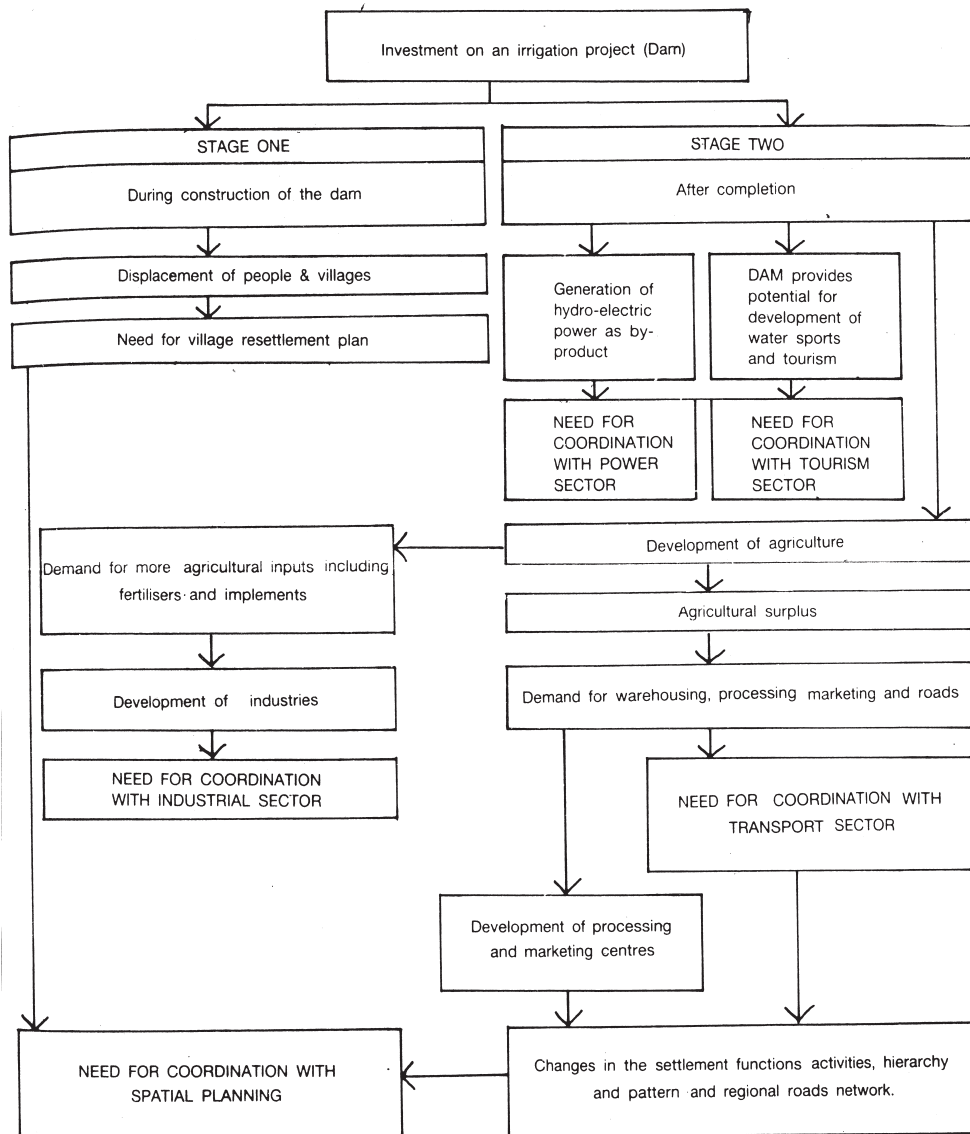 Investment on an irrigation project (Dam)
STAGE ONE
During construction of the dam
Displacement of people & villages
Need for village resettlement plan
STAGE TWO
After completion
Generation of
hydro-electric
power as by-
product
DAM provides
potential for
development of
water sports
and tourism
NEED FOR
COORDINATION
WITH POWER
SECTOR
NEED FOR
COORDINATION
WITH TOURISM
SECTOR
Development of agriculture
Demand for more agricultural inputs including
fertilisers and implements
Agricultural surplus
Development of industries
Demand for warehousing, processing marketing and roads
NEED FOR COORDINATION
WITH INDUSTRIAL SECTOR
NEED FOR COORDINATION WITH
TRANSPORT SECTOR
Development of processing
and marketing centres
Changes in the settlement functions activities, hierarchy
and pattern and regional roads network.
NEED FOR COORDINATION WITH
SPATIAL PLANNING